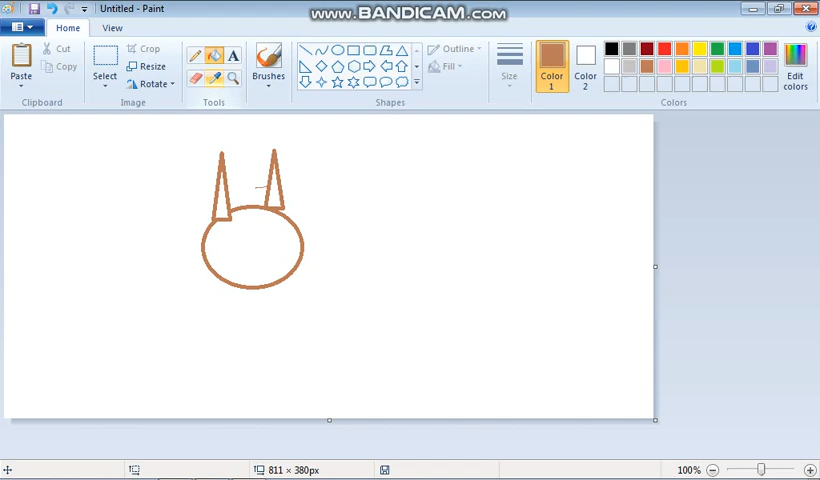 Untitled - Paint
www.BANDICAM.com
Home
View
Paste
Cut
Copy
Clipboard
Select
Crop
Resize
Rotate
Image
A
Tools
Brushes
Outline
Fill
Shapes
Size
Color 1
Color 2
Edit colors
Colors
811 × 380px
100%